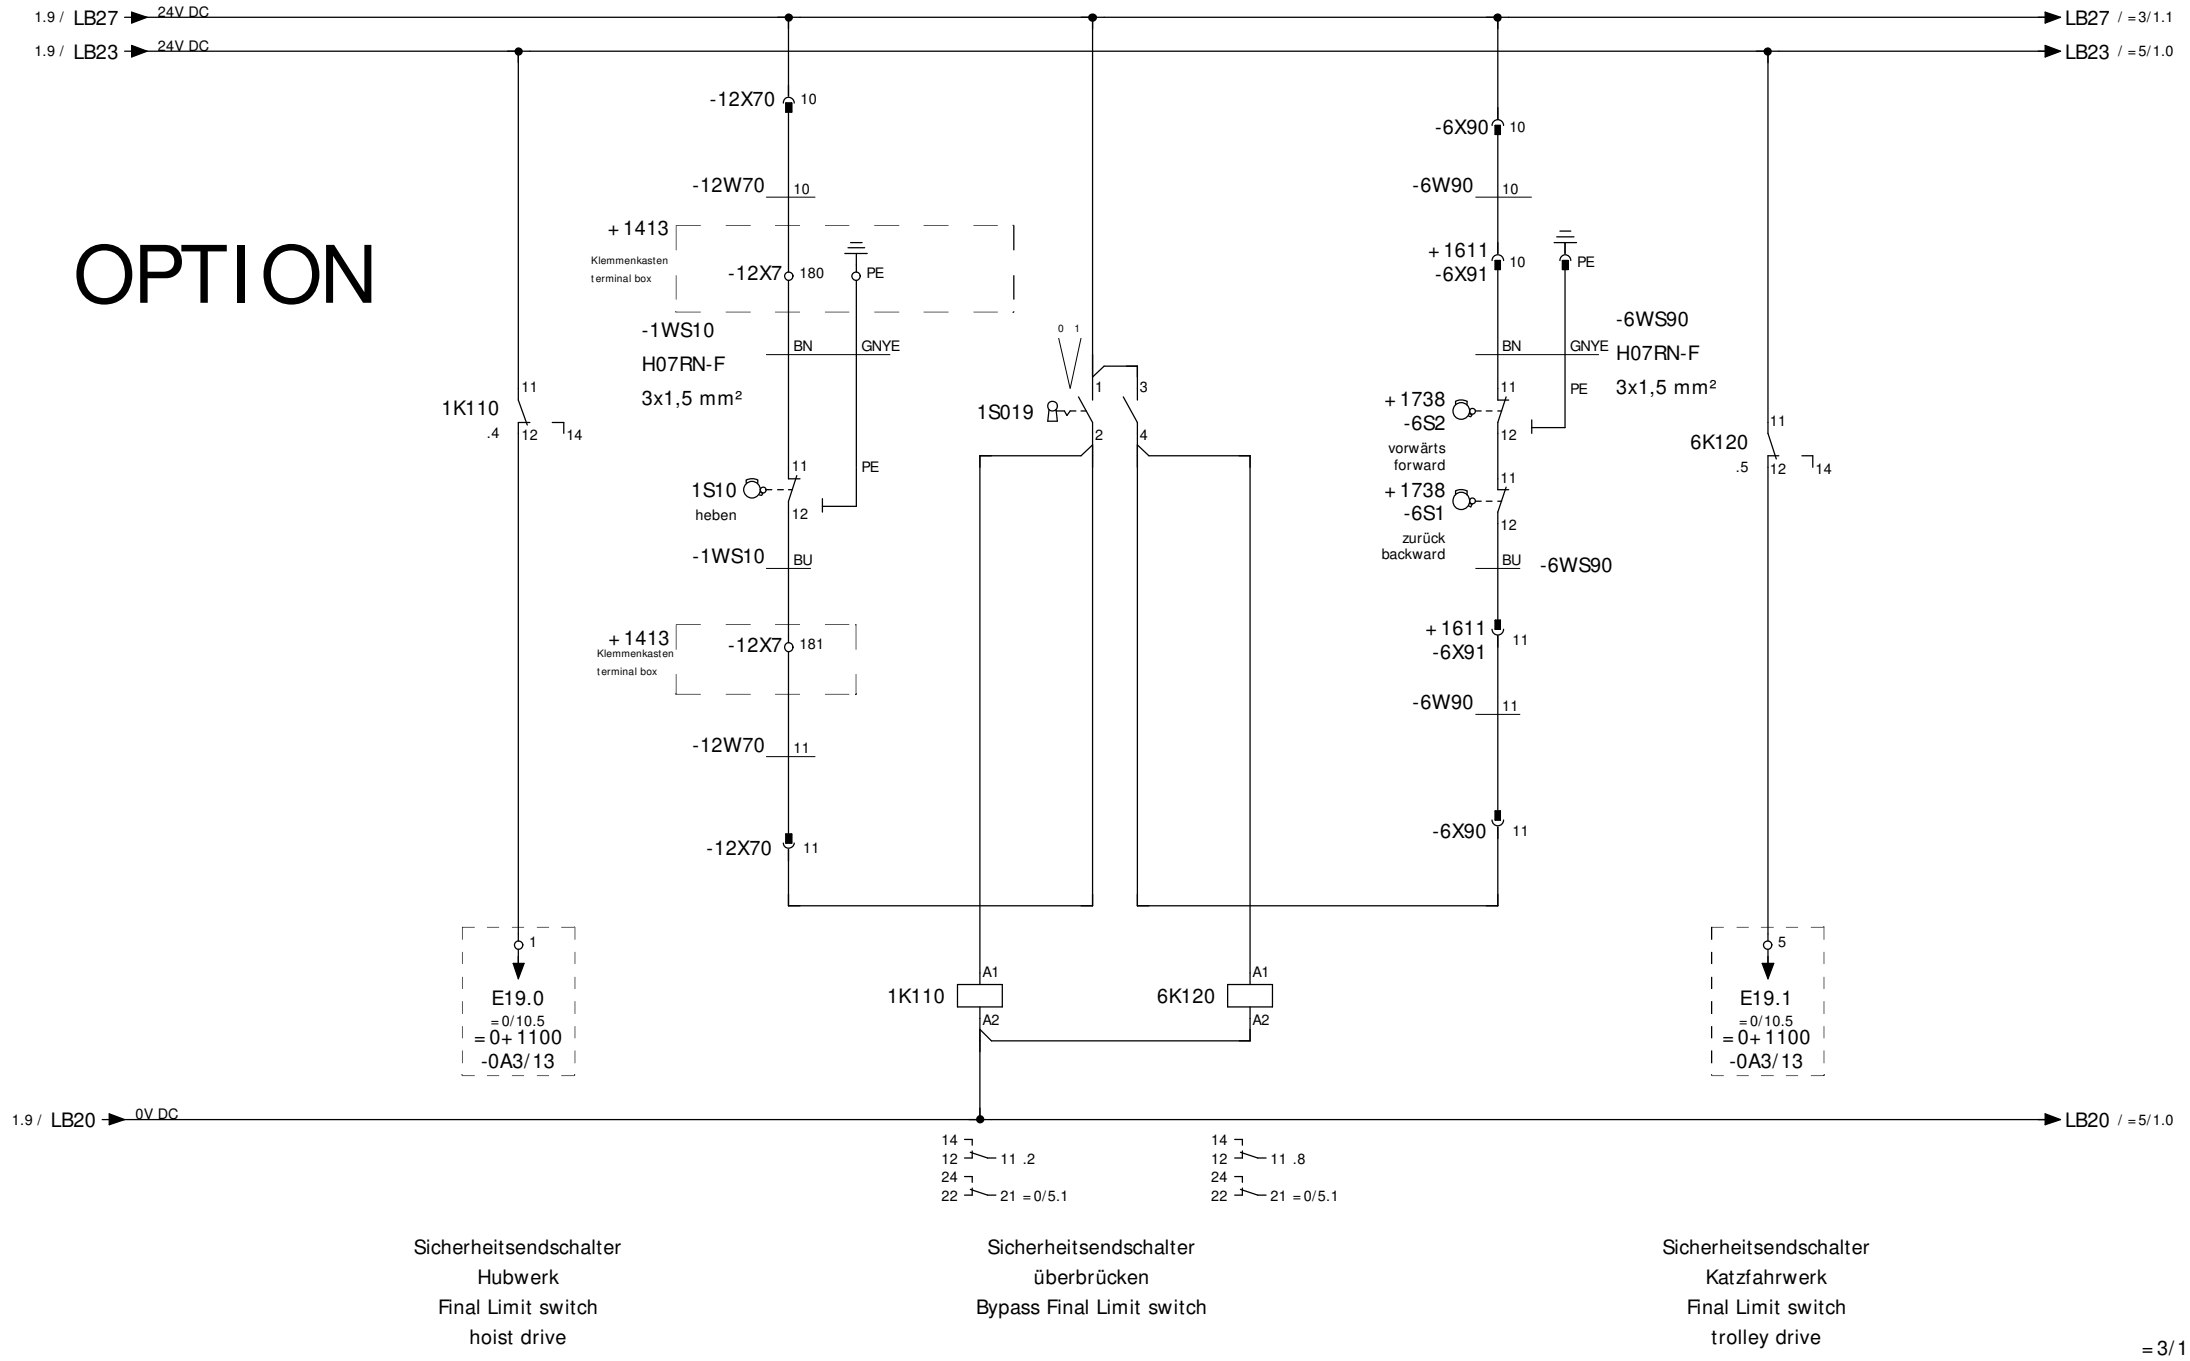 1.9 / LB27 24V DC LB27 / =3/1.1
1.9 / LB23 24V DC LB23 / =5/1.0
OPTION
1K110
.4
11
12
14
-12X70 10
-12W70 10
+1413
Klemmenkasten
terminal box
-12X7 180 PE
-1WS10
H07RN-F
3x1,5 mm²
BN GNYE
1S10
heben
11
12
PE
-1WS10 BU
+1413
Klemmenkasten
terminal box
-12X7 181
-12W70 11
-12X70 11
0 1
1S019
1 3
2 4
-6X90 10
-6W90 10
+1611
-6X91 10 PE
-6WS90
H07RN-F
3x1,5 mm²
BN GNYE
PE
+1738
-6S2
vorwärts
forward
11
12
+1738
-6S1
zurück
backward
11
12
BU -6WS90
+1611
-6X91 11
-6W90 11
-6X90 11
6K120
.5
11
12
14
1
E19.0
=0/10.5
=0+1100
-0A3/13
1K110
A1
A2
6K120
A1
A2
5
E19.1
=0/10.5
=0+1100
-0A3/13
1.9 / LB20 0V DC LB20 / =5/1.0
14
12 11 .2
24
22 21 =0/5.1
14
12 11 .8
24
22 21 =0/5.1
Sicherheitsendschalter
Hubwerk
Final Limit switch
hoist drive
Sicherheitsendschalter
überbrücken
Bypass Final Limit switch
Sicherheitsendschalter
Katzfahrwerk
Final Limit switch
trolley drive
=3/1